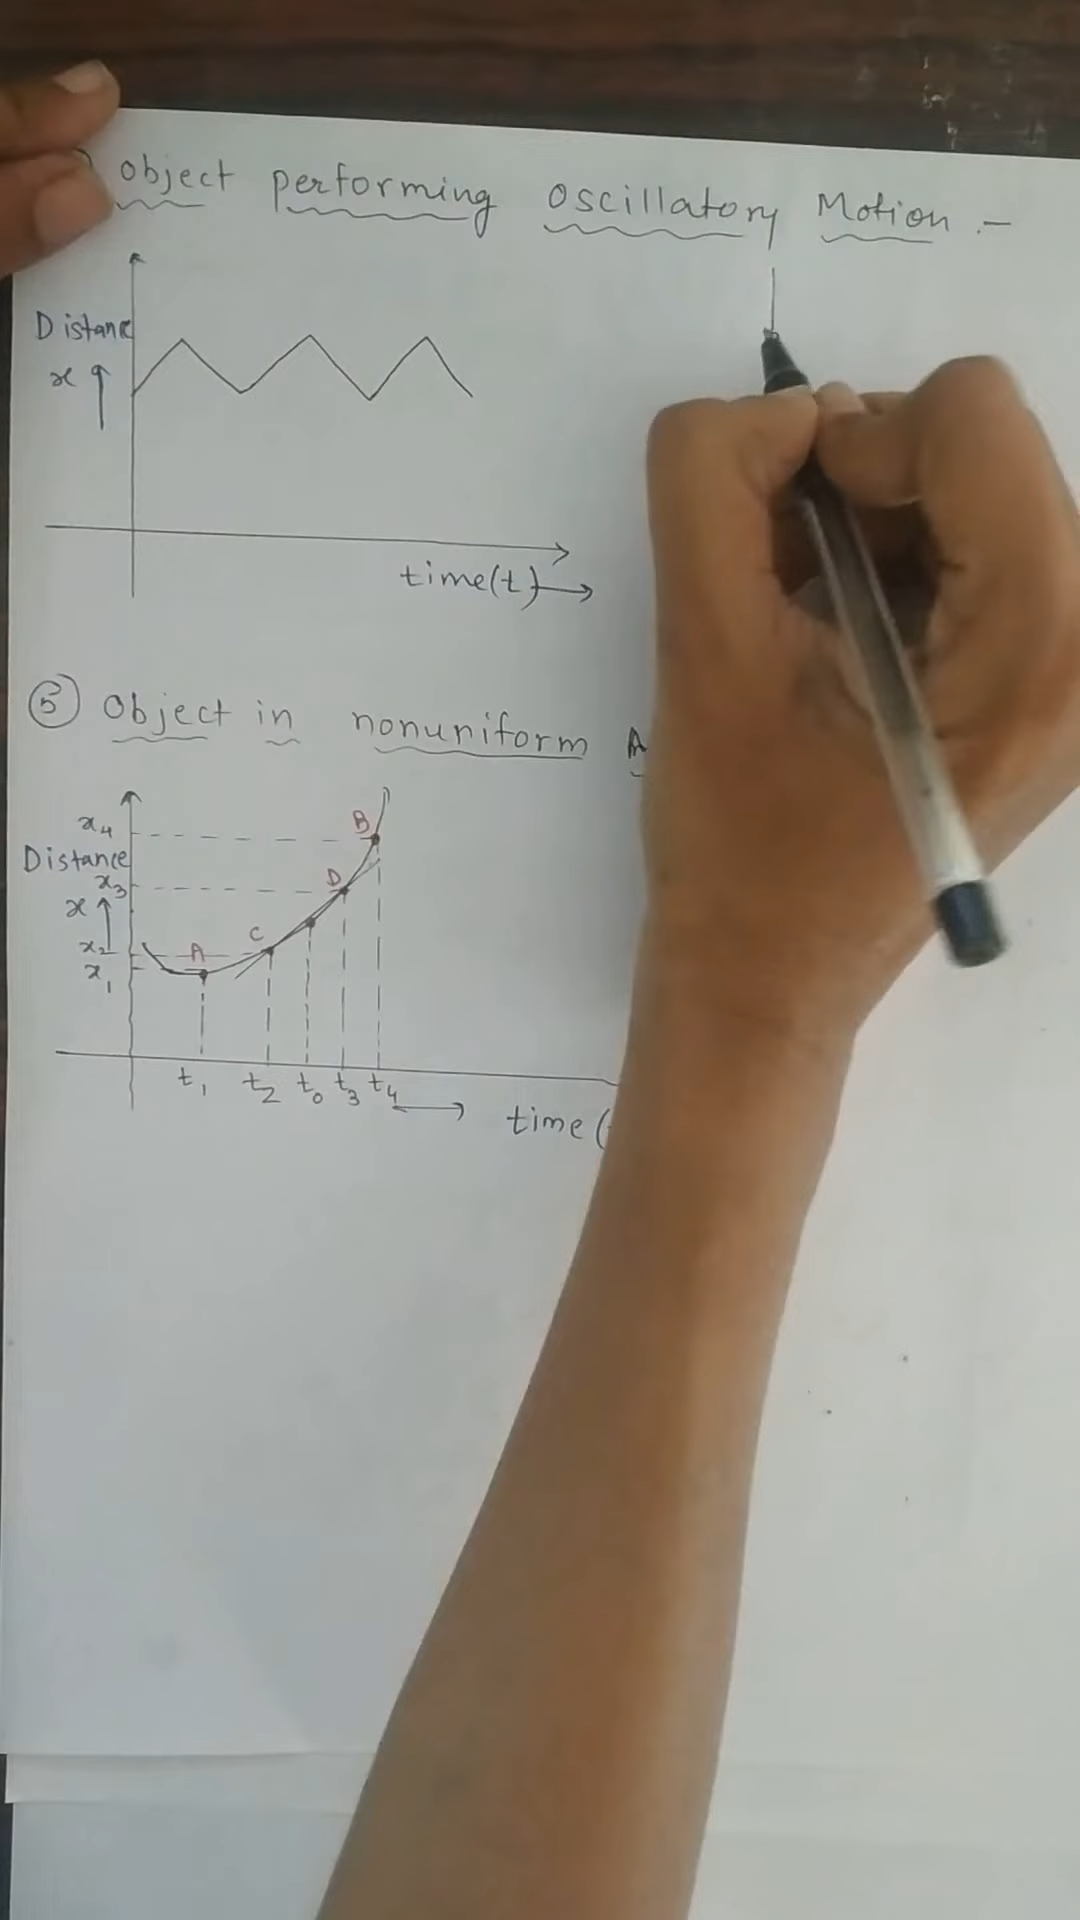 Object performing Oscillatory Motion :-
Distance
x
time(t)
5 Object in nonuniform
x4
B
Distance
x3
D
x
C
x2
A
x1
t1 t2 t0 t3 t4
time (